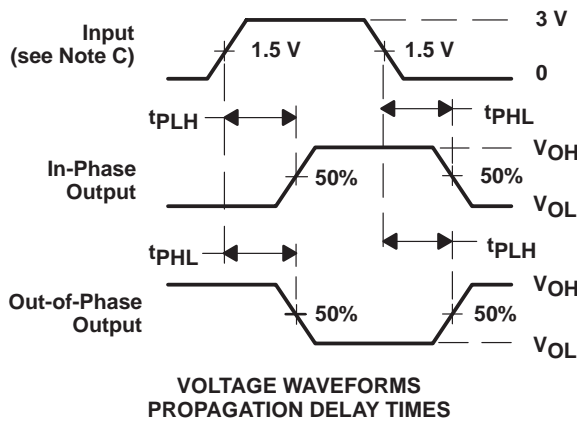 Input
(see Note C)
1.5 V
1.5 V
3 V
0
tPLH
tPHL
In-Phase
Output
50%
50%
VOH
VOL
tPHL
tPLH
Out-of-Phase
Output
50%
50%
VOH
VOL
VOLTAGE WAVEFORMS
PROPAGATION DELAY TIMES